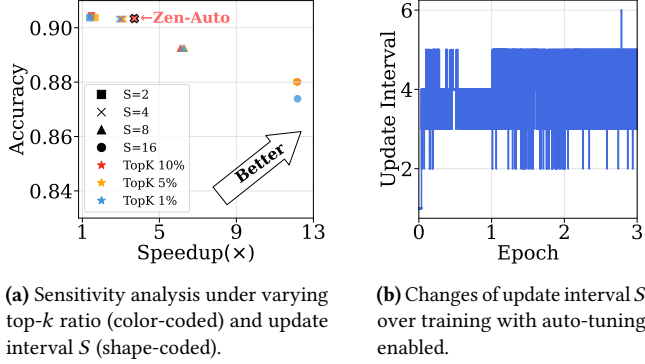 0.90
0.88
0.86
0.84
Accuracy
←Zen-Auto
S=2
S=4
S=8
S=16
TopK 10%
TopK 5%
TopK 1%
Better
1 5 9 13
Speedup(×)
6
4
2
Update Interval
0 1 2 3
Epoch
(a) Sensitivity analysis under varying
top-k ratio (color-coded) and update
interval S (shape-coded).
(b) Changes of update interval S
over training with auto-tuning
enabled.